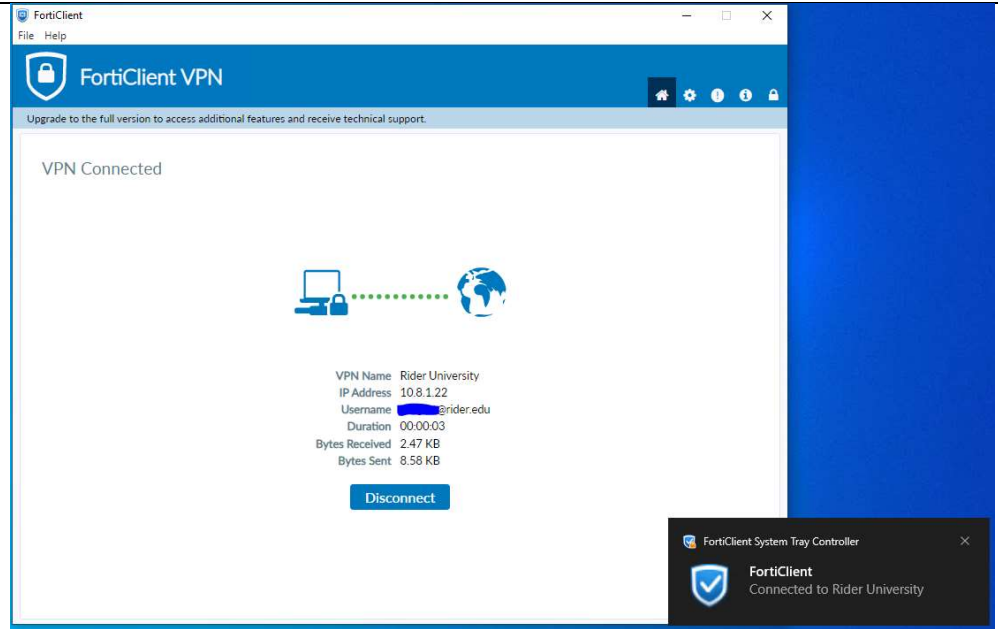 FortiClient
File Help
FortiClient VPN
Upgrade to the full version to access additional features and receive technical support.
VPN Connected
VPN Name Rider University
IP Address 10.8.1.22
Username @rider.edu
Duration 00:00:03
Bytes Received 2.47 KB
Bytes Sent 8.58 KB
Disconnect
FortiClient System Tray Controller
FortiClient
Connected to Rider University